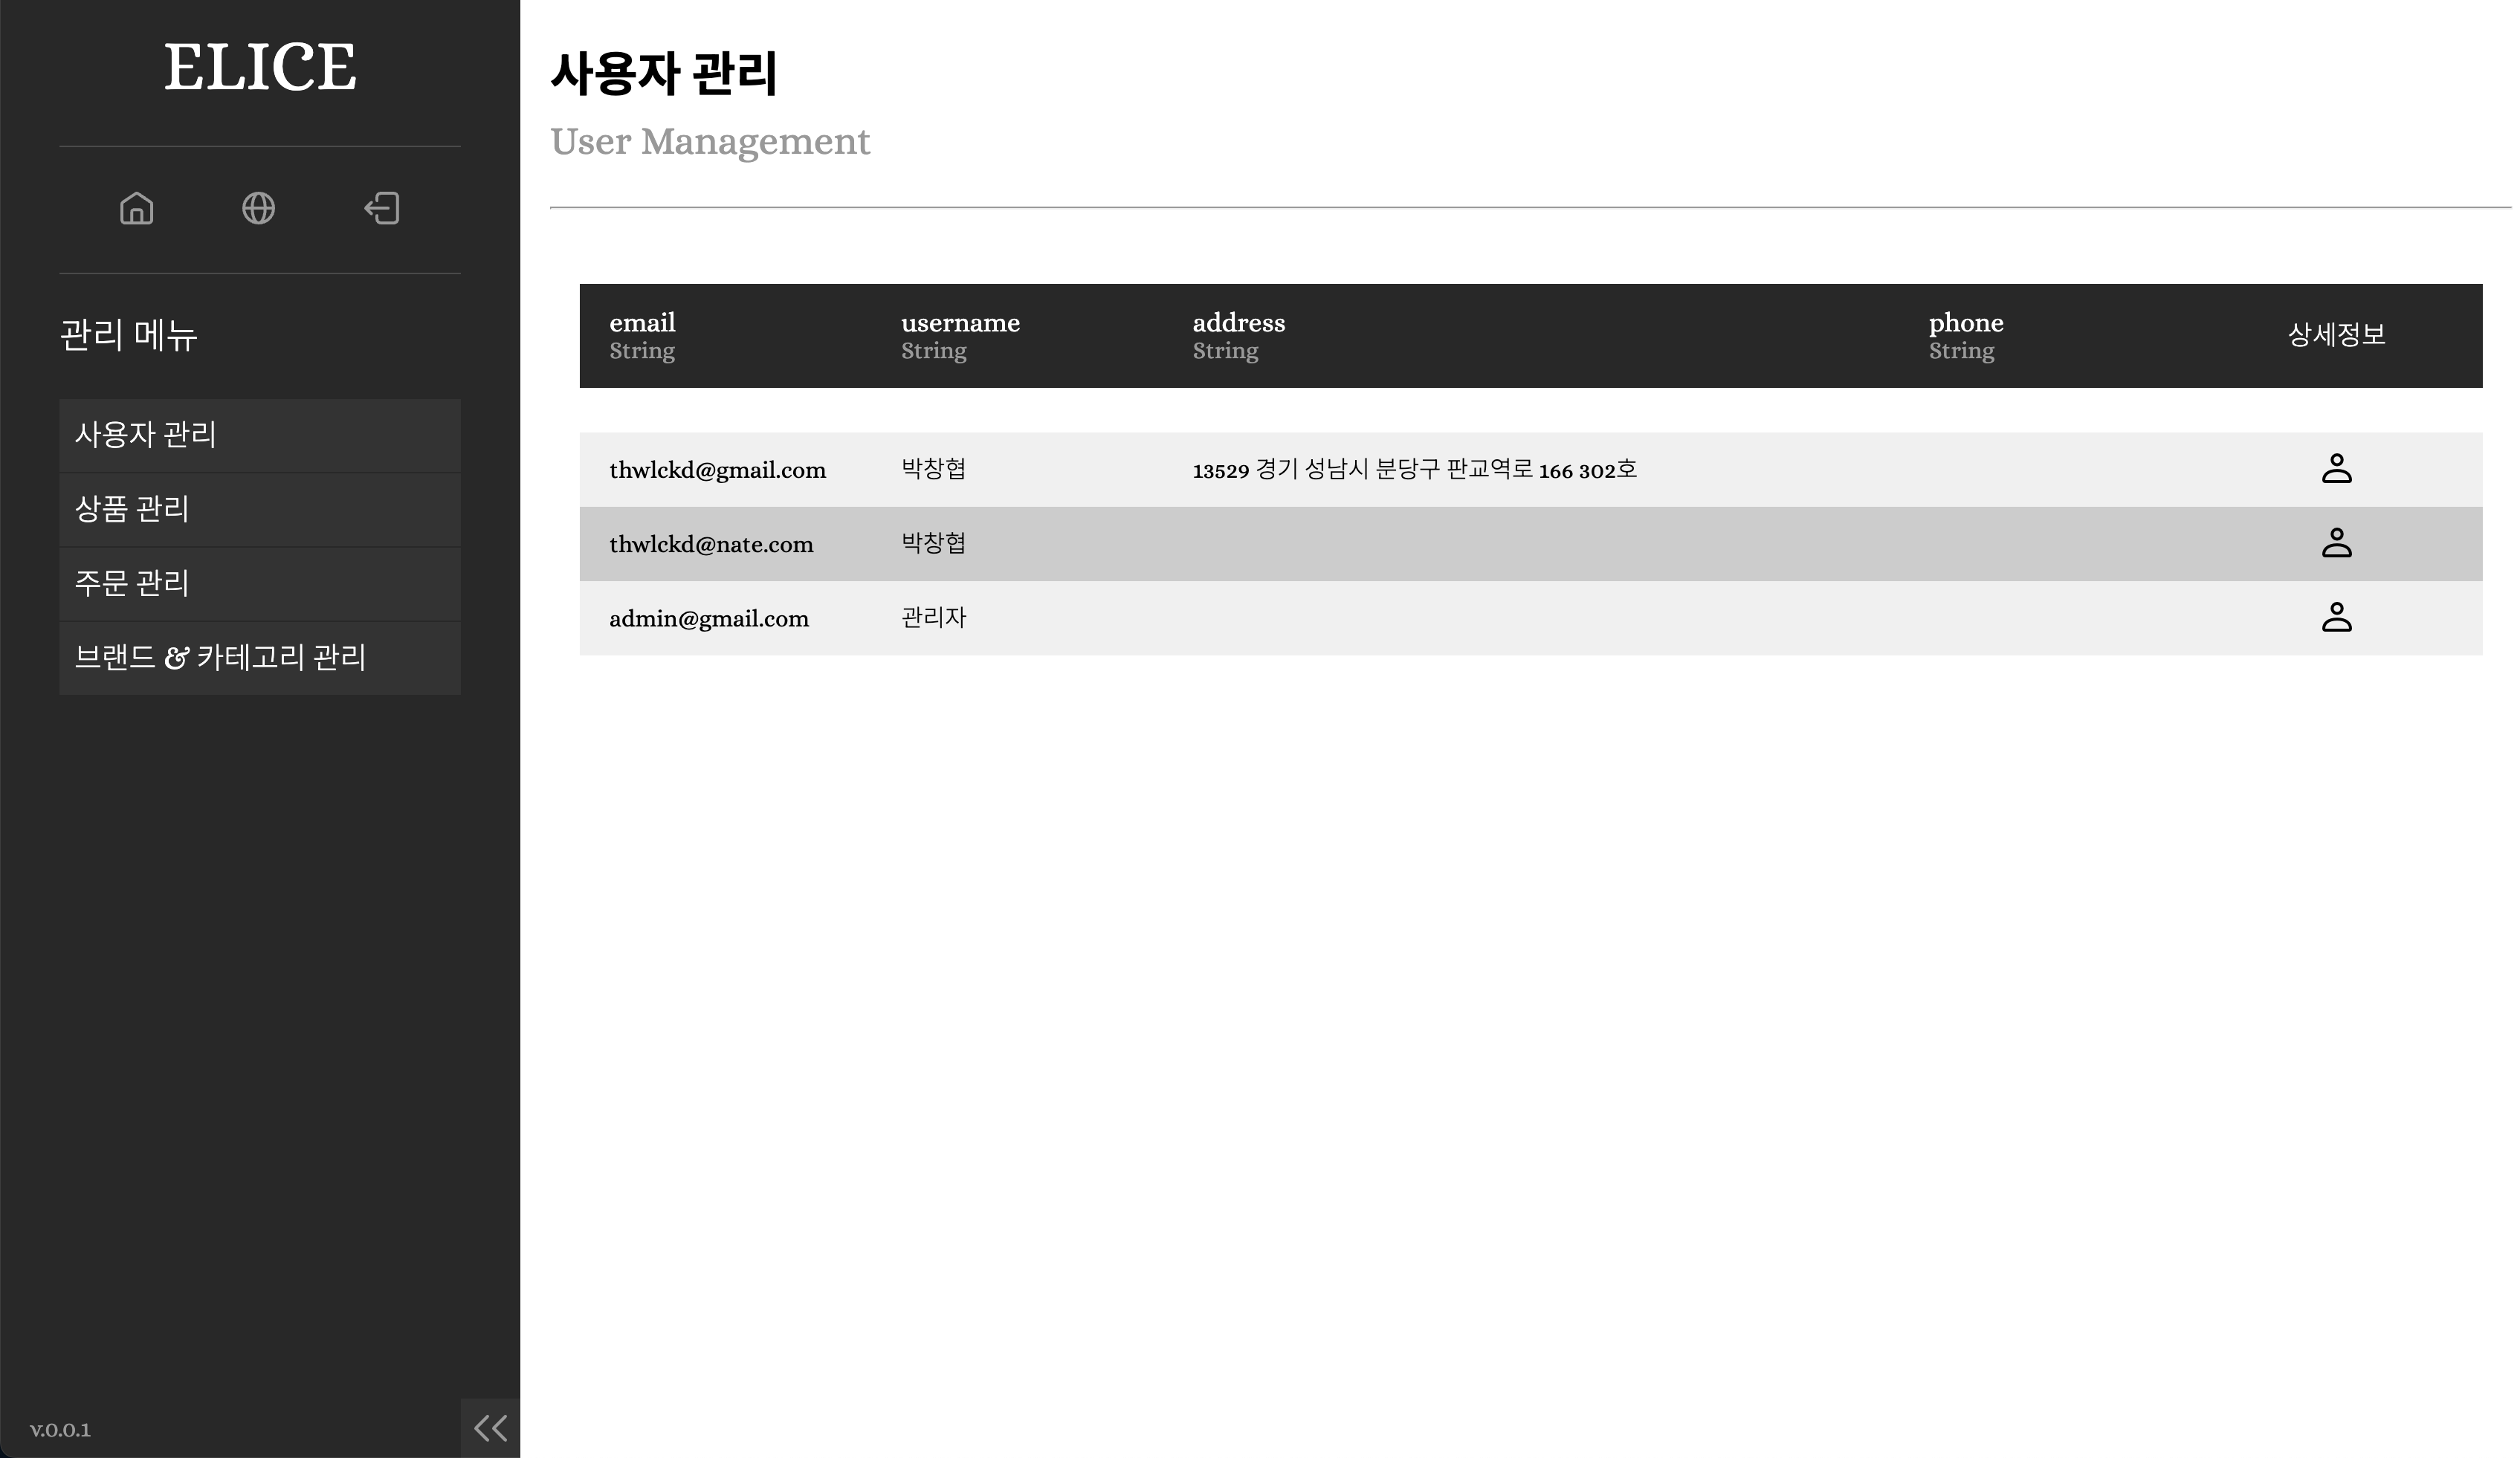 ELICE
관리 메뉴
사용자 관리
상품 관리
주문 관리
브랜드 & 카테고리 관리
v.0.0.1
사용자 관리
User Management
email username address phone 상세정보
String String String String
thwlckd@gmail.com 박창협 13529 경기 성남시 분당구 판교역로 166 302호
thwlckd@nate.com 박창협
admin@gmail.com 관리자